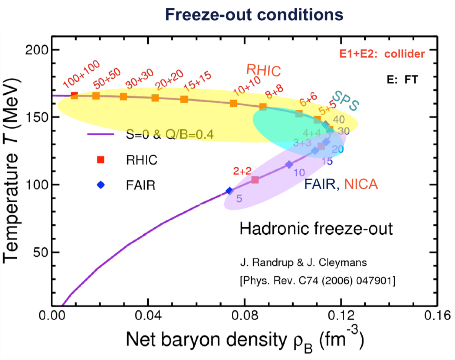 Freeze-out conditions
E1+E2: collider
E: FT
100+100
50+50
30+30
20+20
15+15
10+10
8+8
6+6
5+5
4+4
3+3
2+2
RHIC
SPS
40
30
20
15
10
5
S=0 & Q/B=0.4
RHIC
FAIR
FAIR, NICA
Hadronic freeze-out
J. Randrup & J. Cleymans
[Phys. Rev. C74 (2006) 047901]
Temperature T (MeV)
200
150
100
50
0.00 0.04 0.08 0.12 0.16
Net baryon density ρB (fm⁻³)